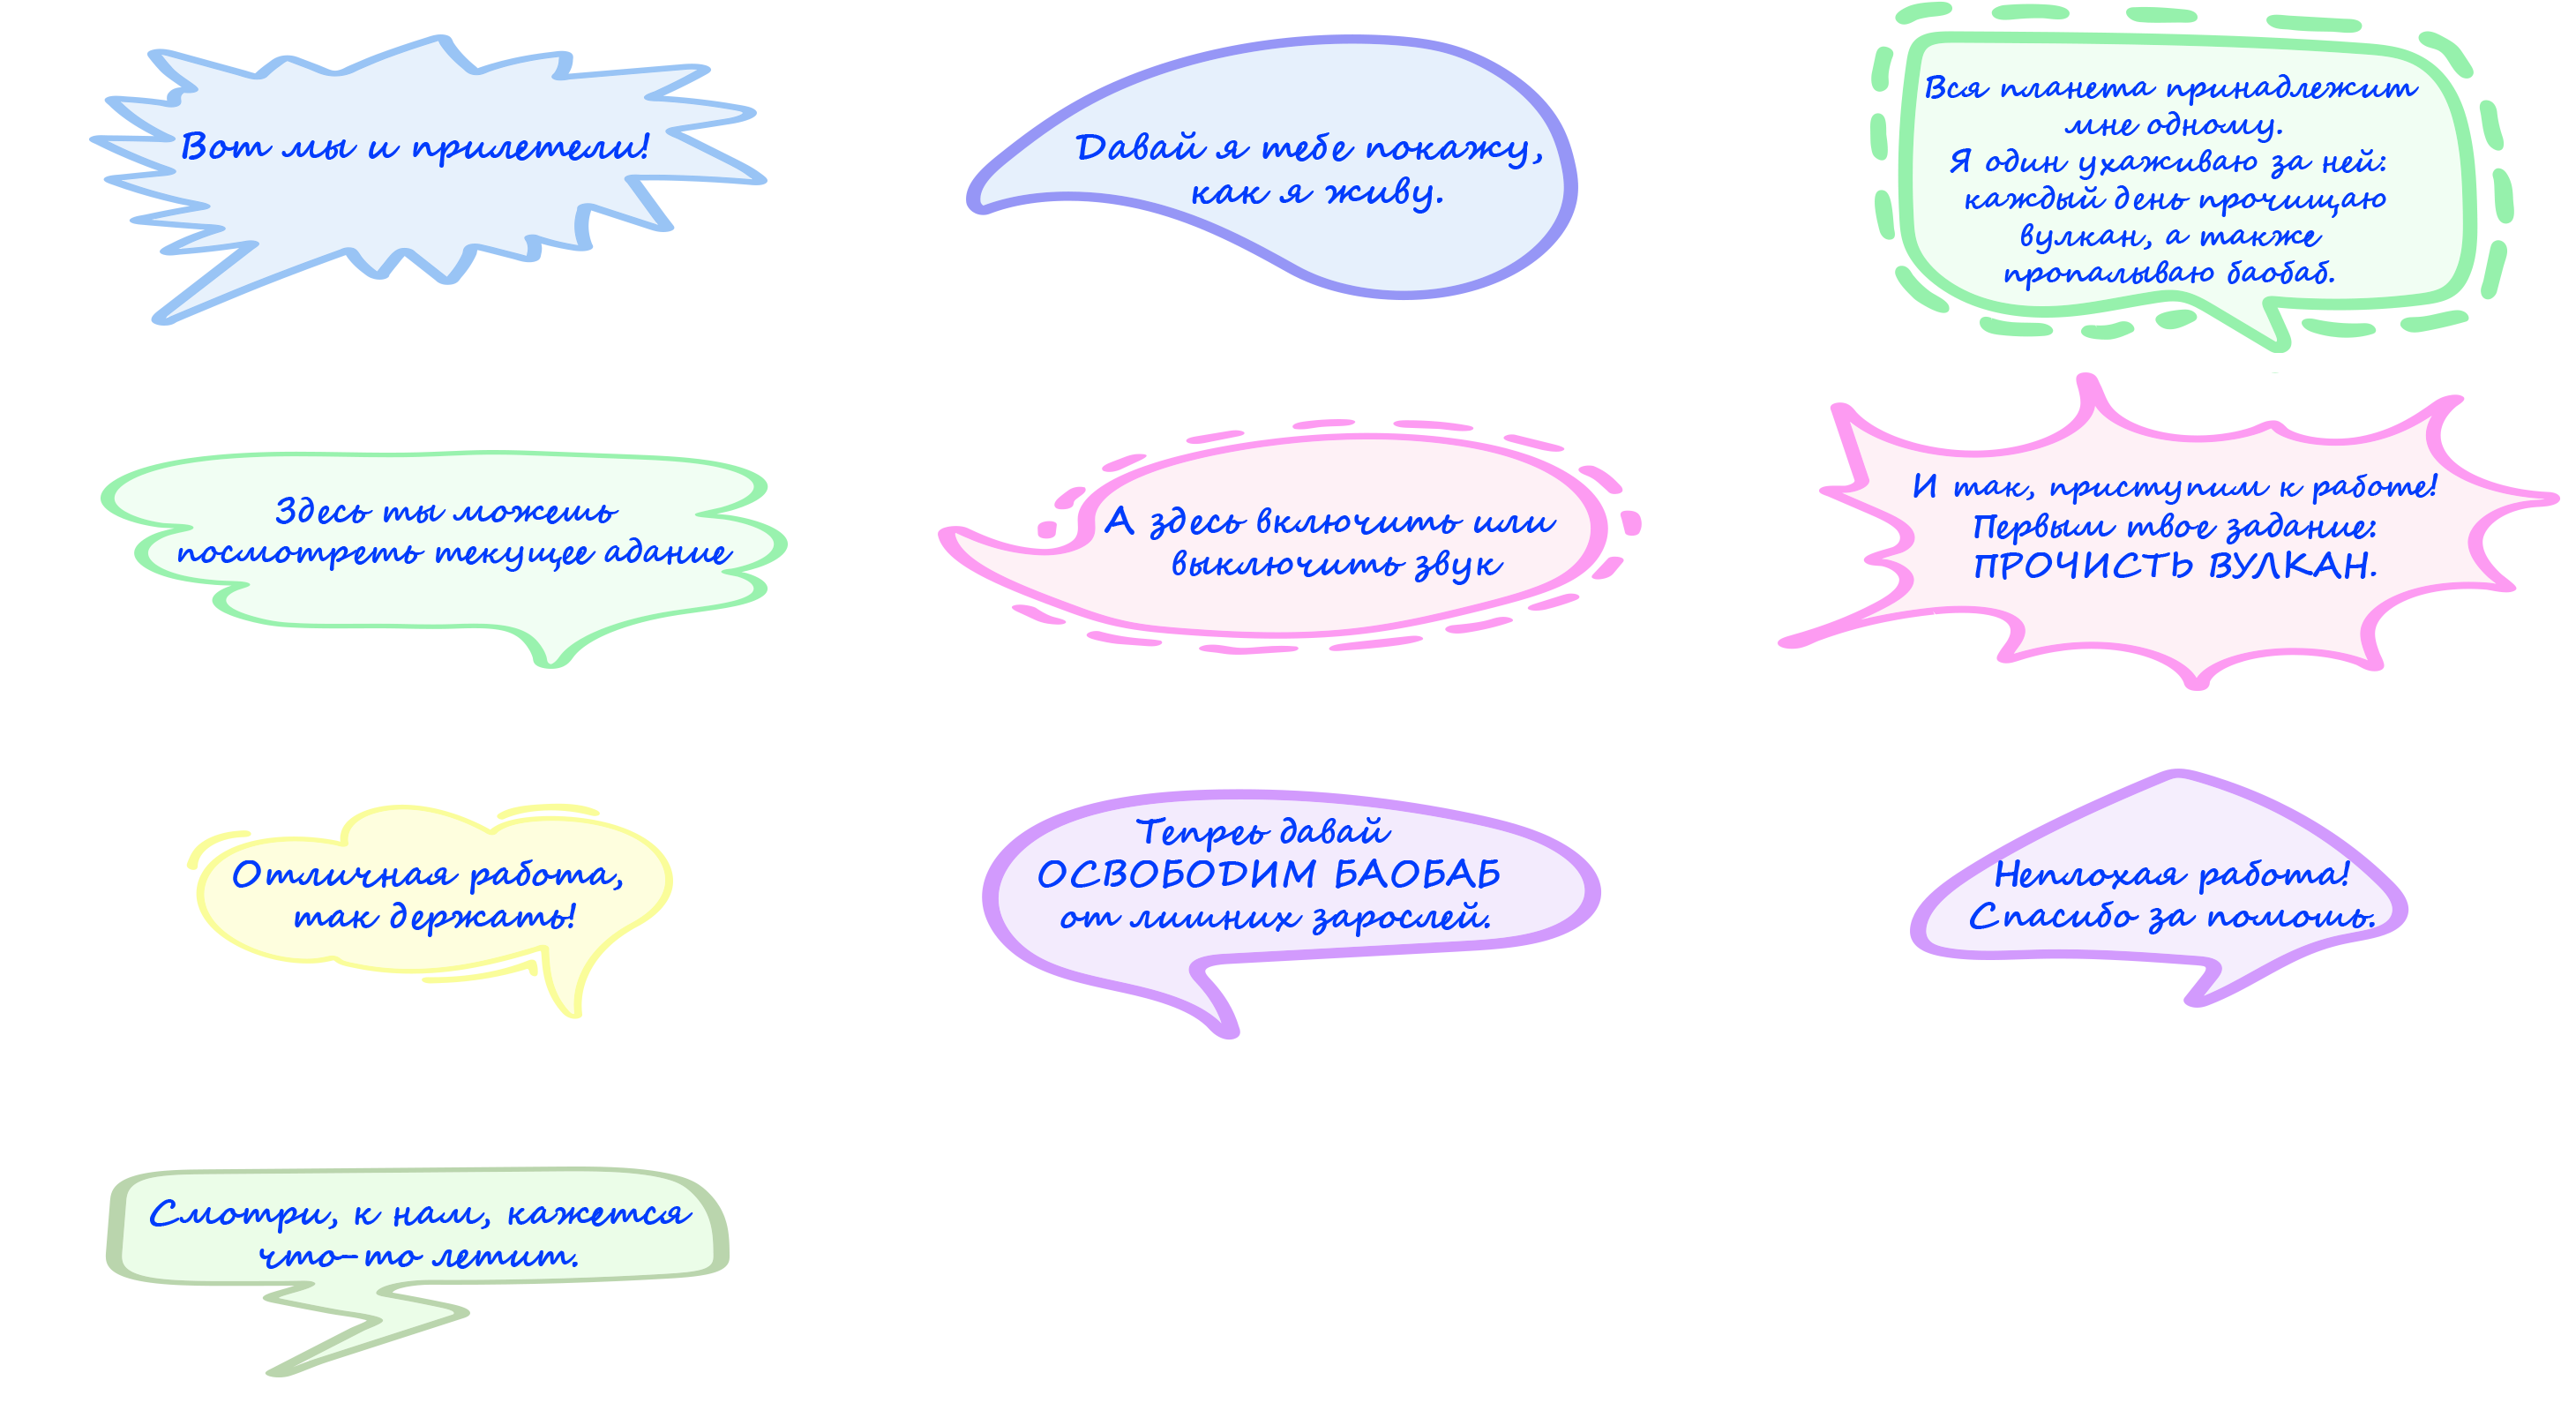 Вот мы и прилетели!
Давай я тебе покажу,
как я живу.
Вся планета принадлежит
мне одному.
Я один ухаживаю за ней:
каждый день прочищаю
вулкан, а также
пропалываю баобаб.
Здесь ты можешь
посмотреть текущее адание
А здесь включить или
выключить звук
И так, приступим к работе!
Первым твое задание:
ПРОЧИСТЬ ВУЛКАН.
Отличная работа,
так держать!
Тепреь давай
ОСВОБОДИМ БАОБАБ
от лишних зарослей.
Неплохая работа!
Спасибо за помошь.
Смотри, к нам, кажется
что-то летит.